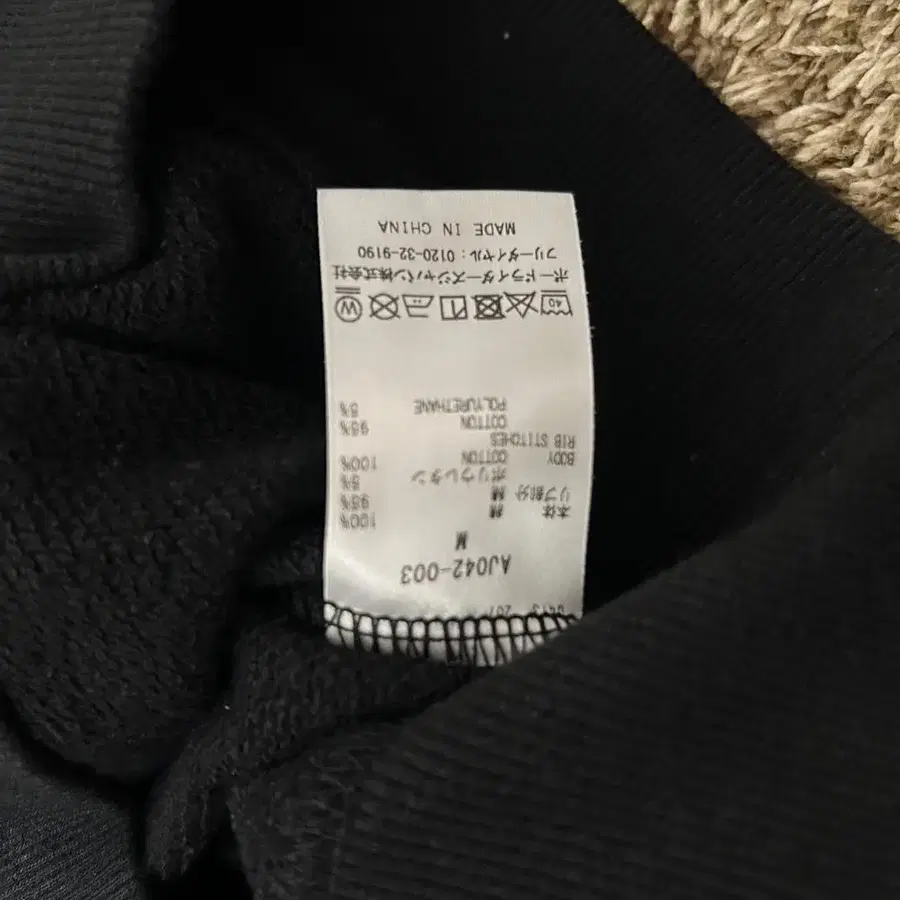 AJ042-003
M
本体 綿 100%
リブ部分 綿 95%
ポリウレタン 5%
BODY COTTON 100%
RIB STITCHES
COTTON 95%
POLYURETHANE 5%
40 W
ボードライダーズジャパン株式会社
フリーダイヤル：0120-32-9190
MADE IN CHINA